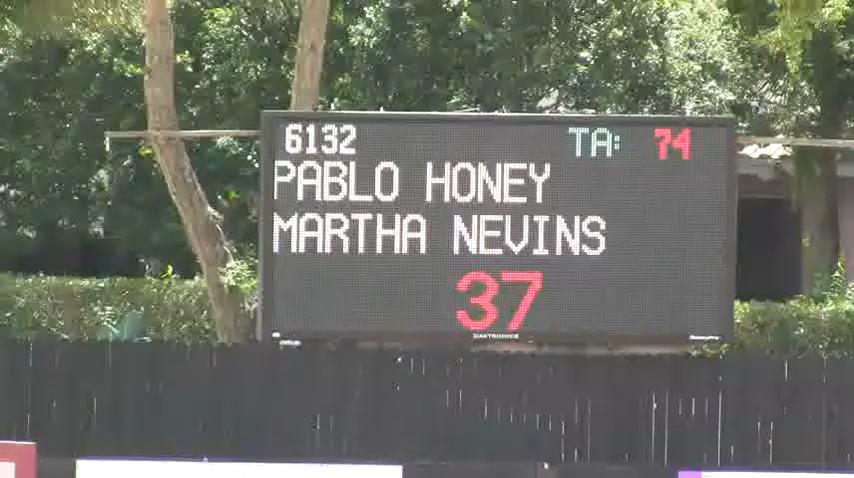 6132 TA: 74
PABLO HONEY
MARTHA NEVINS
37
DAKTRONICS